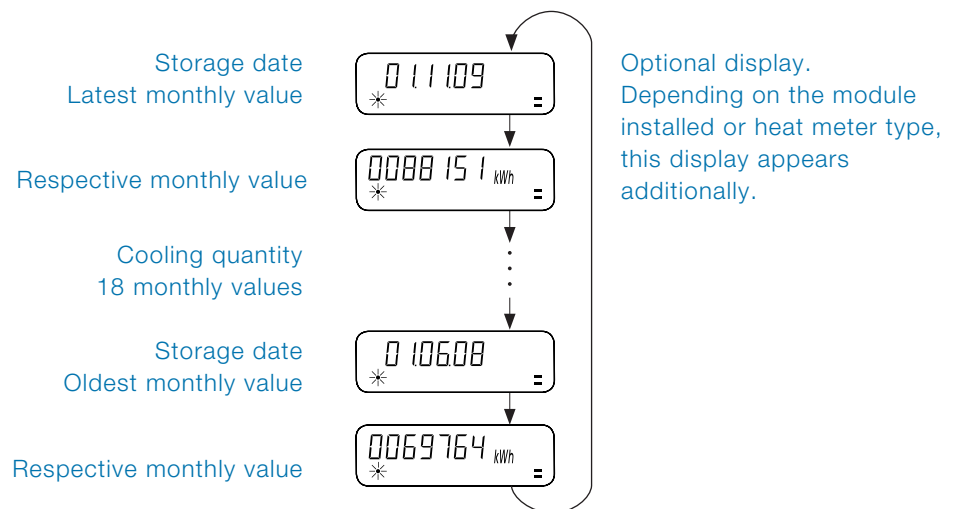 Storage date
Latest monthly value
01.11.09
Optional display.
Depending on the module
installed or heat meter type,
this display appears
additionally.
Respective monthly value
0088151 kWh
Cooling quantity
18 monthly values
Storage date
Oldest monthly value
01.06.08
Respective monthly value
0069764 kWh